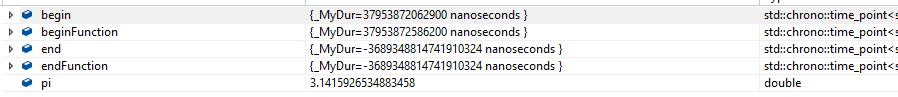 begin {_MyDur=37953872062900 nanoseconds } std::chrono::time_point<s
beginFunction {_MyDur=37953872586200 nanoseconds } std::chrono::time_point<s
end {_MyDur=-3689348814741910324 nanoseconds } std::chrono::time_point<s
endFunction {_MyDur=-3689348814741910324 nanoseconds } std::chrono::time_point<s
pi 3.1415926534883458 double